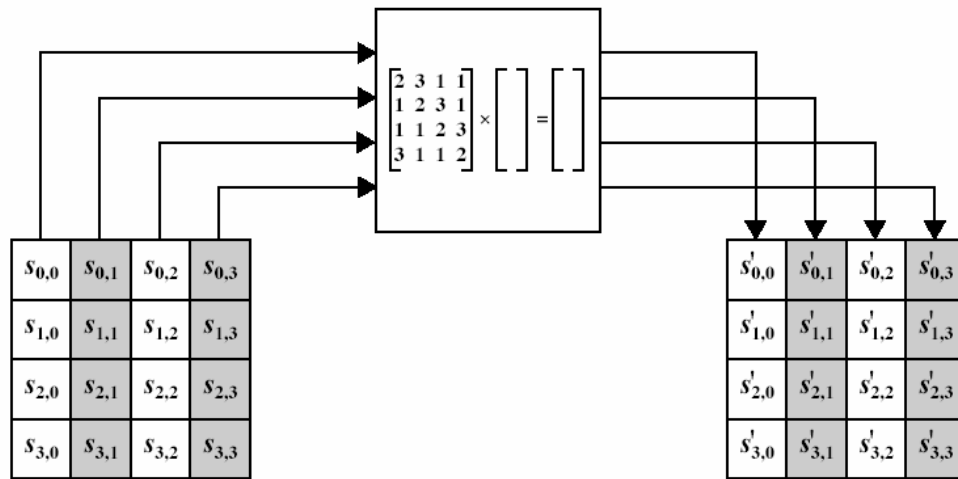 2 3 1 1
1 2 3 1
1 1 2 3
3 1 1 2
× =
s0,0 s0,1 s0,2 s0,3
s1,0 s1,1 s1,2 s1,3
s2,0 s2,1 s2,2 s2,3
s3,0 s3,1 s3,2 s3,3
s'0,0 s'0,1 s'0,2 s'0,3
s'1,0 s'1,1 s'1,2 s'1,3
s'2,0 s'2,1 s'2,2 s'2,3
s'3,0 s'3,1 s'3,2 s'3,3